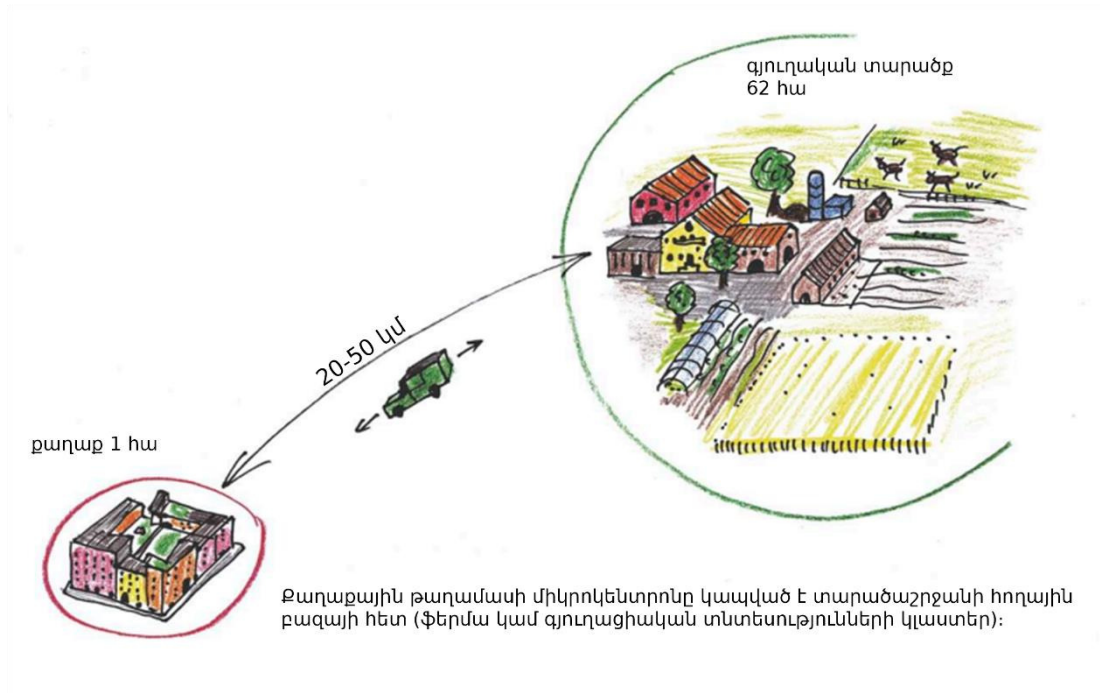 գյուղական տարածք
62 հա
20-50 կմ
քաղաք 1 հա
Քաղաքային թաղամասի միկրոկենտրոնը կապված է տարածաշրջանի հողային
բազայի հետ (ֆերմա կամ գյուղացիական տնտեսությունների կլաստեր)։